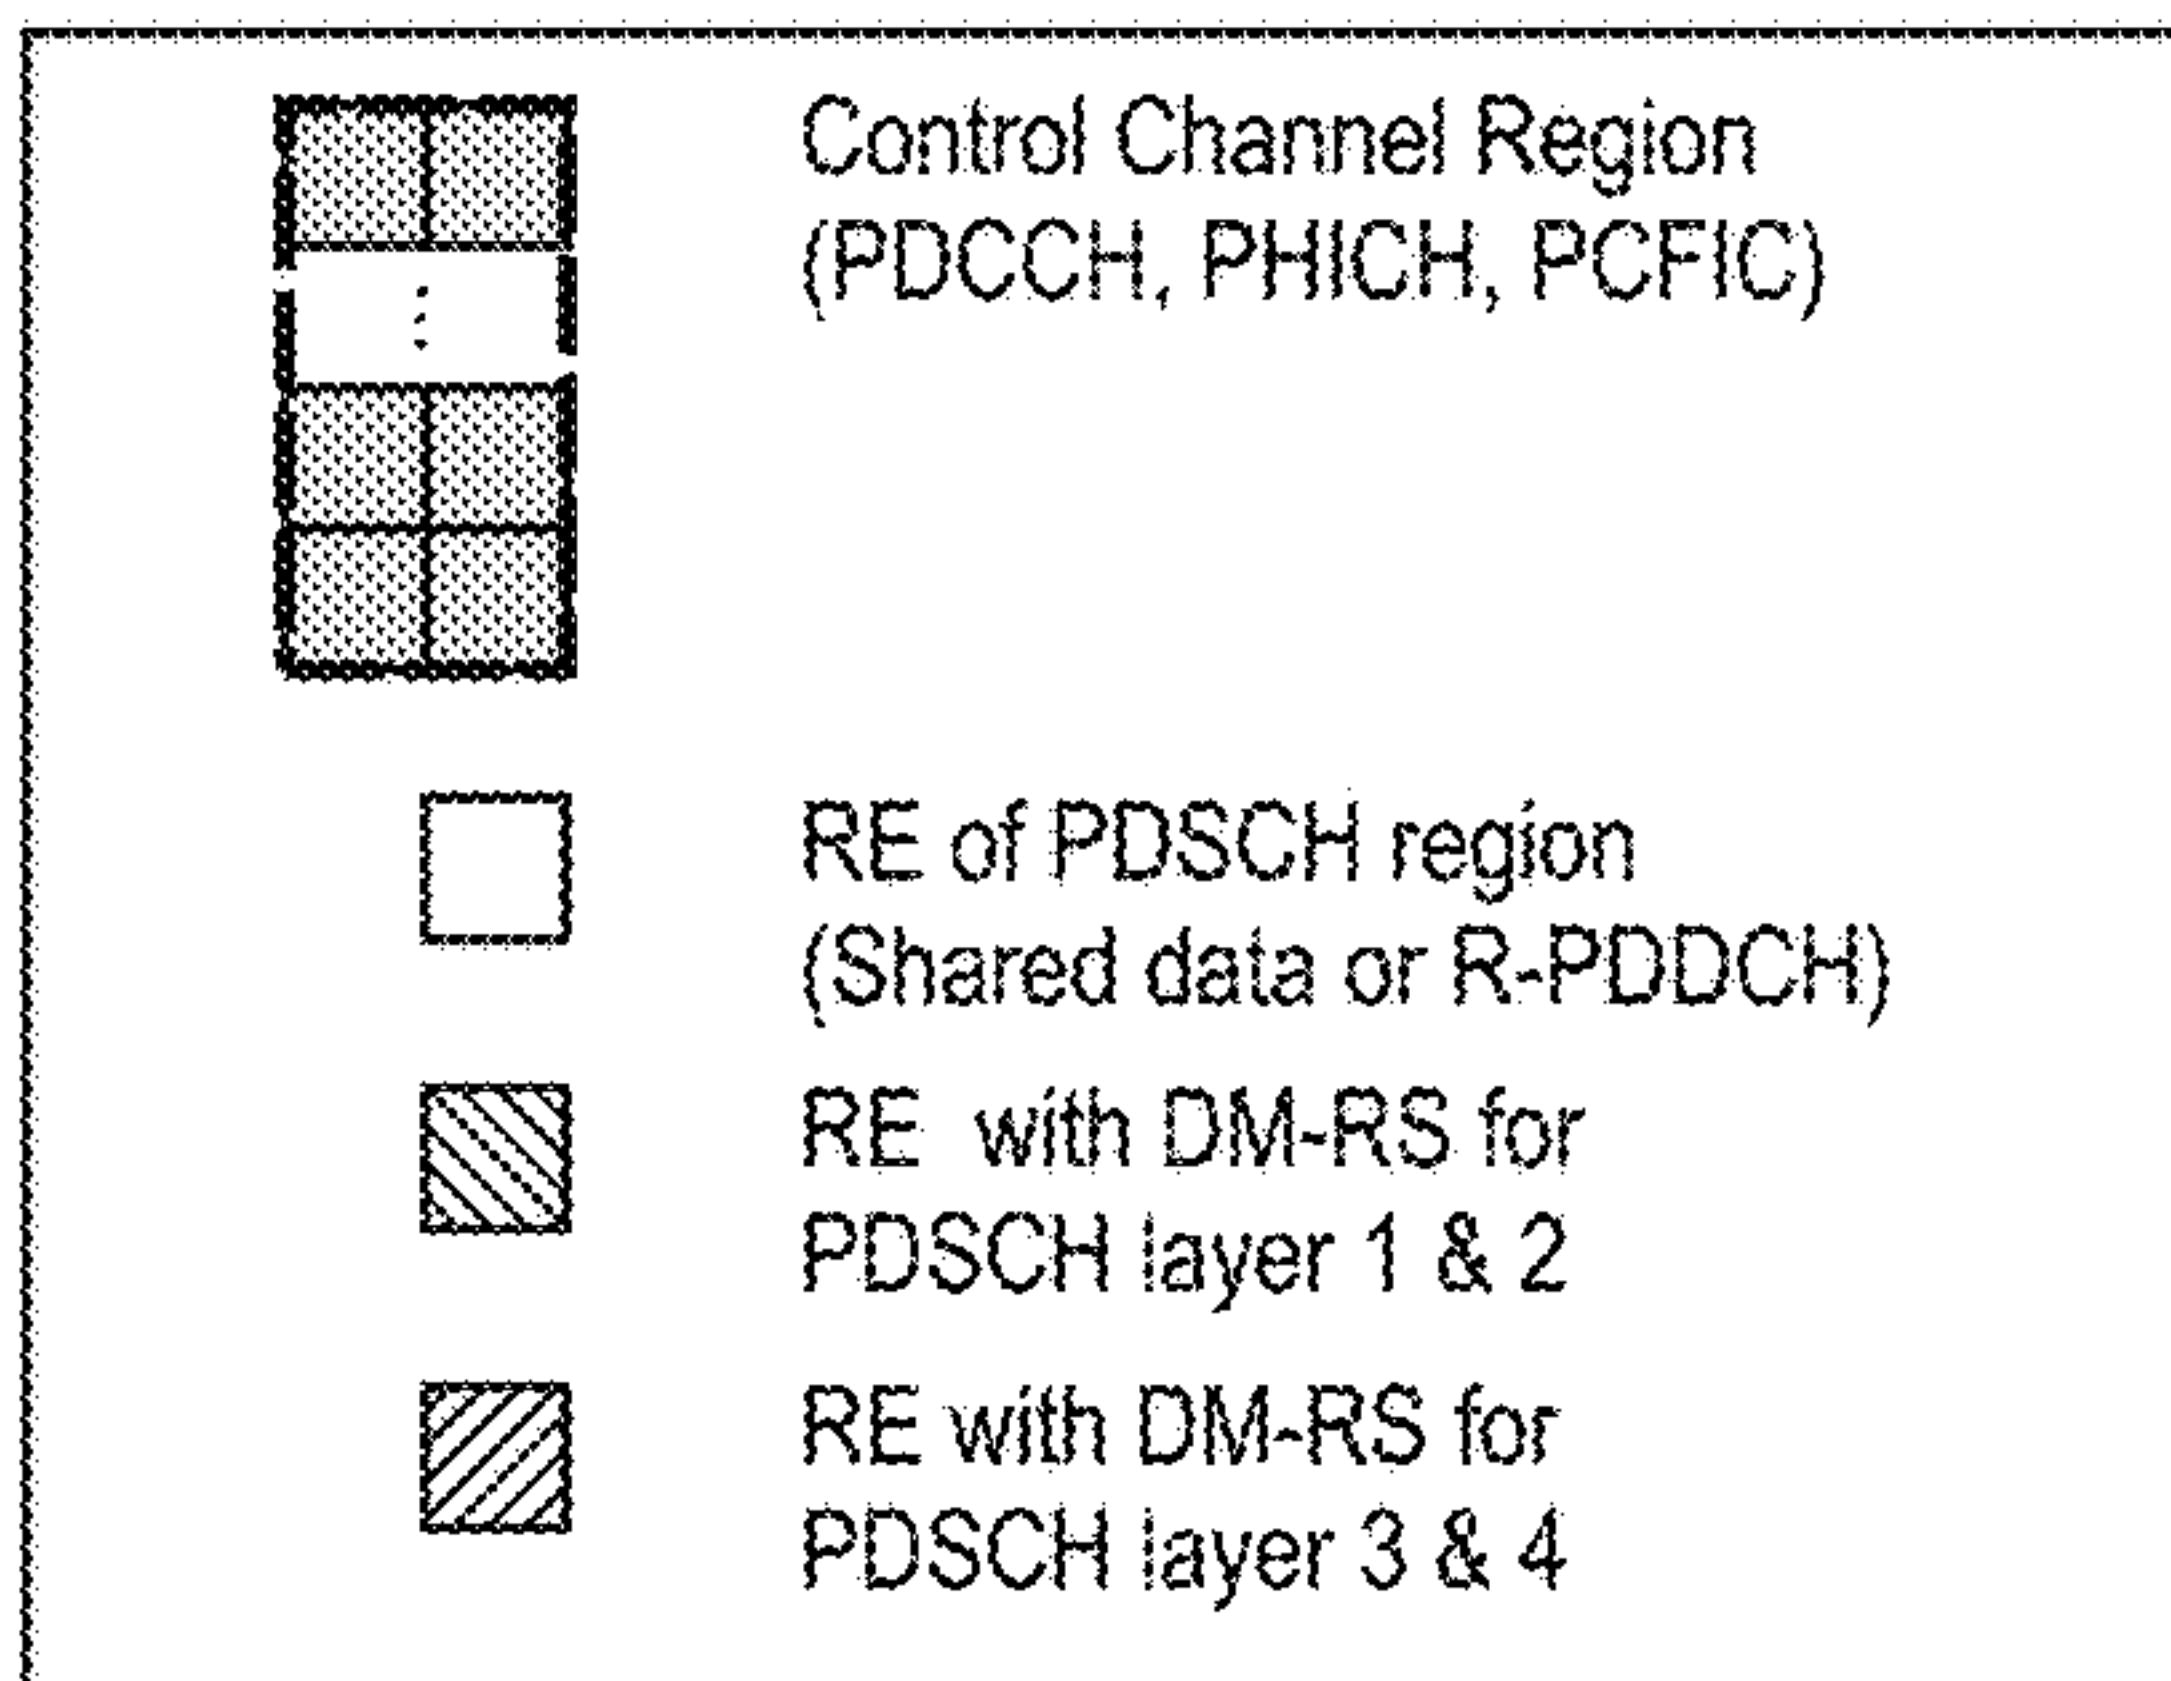 Control Channel Region
(PDCCH, PHICH, PCFIC)
RE of PDSCH region
(Shared data or R-PDDCH)
RE with DM-RS for
PDSCH layer 1 & 2
RE with DM-RS for
PDSCH layer 3 & 4